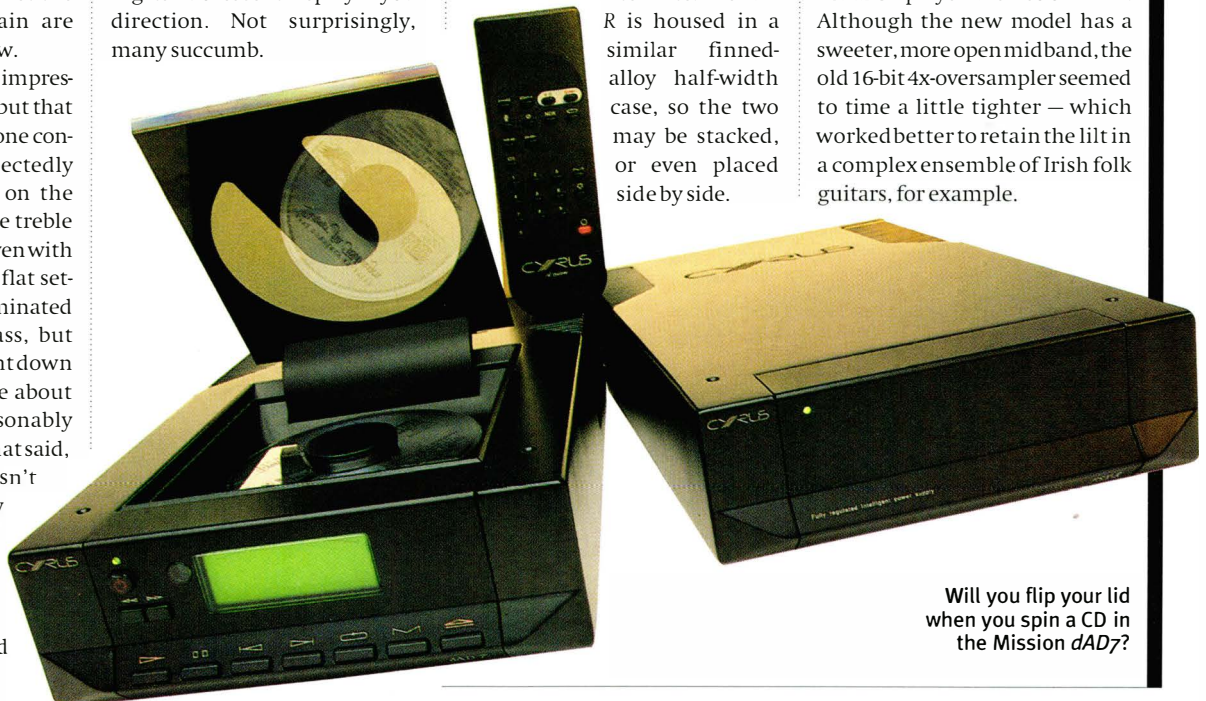 ain are
w.
impres-
but that
one con-
ectedly
on the
e treble
ven with
flat set-
minated
ass, but
nt down
e about
sonably
hat said,
sn't
d
direction. Not surprisingly,
many succumb.
R is housed in a
similar finned-
alloy half-width
case, so the two
may be stacked,
or even placed
side by side.
Although the new model has a
sweeter, more open midband, the
old 16-bit 4x-oversampler seemed
to time a little tighter — which
worked better to retain the lilt in
a complex ensemble of Irish folk
guitars, for example.
CYRUS
CYRUS
CYRUS
CYRUS
Fully regulated Intelligent power supply
Will you flip your lid
when you spin a CD in
the Mission dAD7?